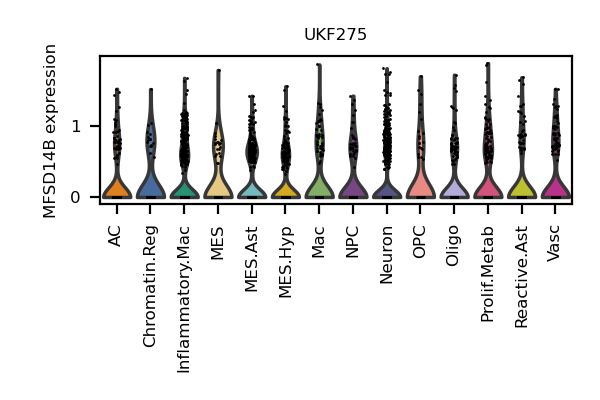 UKF275
MFSD14B expression
1
0
AC
Chromatin.Reg
Inflammatory.Mac
MES
MES.Ast
MES.Hyp
Mac
NPC
Neuron
OPC
Oligo
Prolif.Metab
Reactive.Ast
Vasc